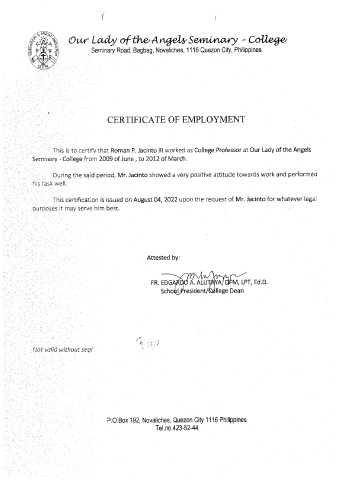 Our Lady of the Angels Seminary - College
Seminary Road, Bagbag, Novaliches, 1116 Quezon City, Philippines
CERTIFICATE OF EMPLOYMENT
This is to certify that Roman P. Jacinto III worked as College Professor at Our Lady of the Angels
Seminary - College from 2009 of June , to 2012 of March.
During the said period, Mr. Jacinto showed a very positive attitude towards work and performed
his task well.
This certification is issued on August 04, 2022 upon the request of Mr. Jacinto for whatever legal
purposes it may serve him best.
Attested by:
FR. EDGARDO A. ALUTAYA, OFM, LPT, Ed.D.
School President/College Dean
Not valid without seal
P.O.Box 192, Novaliches, Quezon City 1116 Philippines
Tel.no.423-52-44